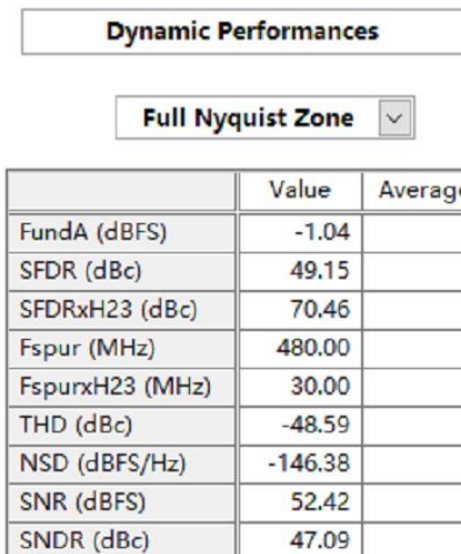 Dynamic Performances
Full Nyquist Zone
Value Average
FundA (dBFS) -1.04
SFDR (dBc) 49.15
SFDRxH23 (dBc) 70.46
Fspur (MHz) 480.00
FspurxH23 (MHz) 30.00
THD (dBc) -48.59
NSD (dBFS/Hz) -146.38
SNR (dBFS) 52.42
SNDR (dBc) 47.09